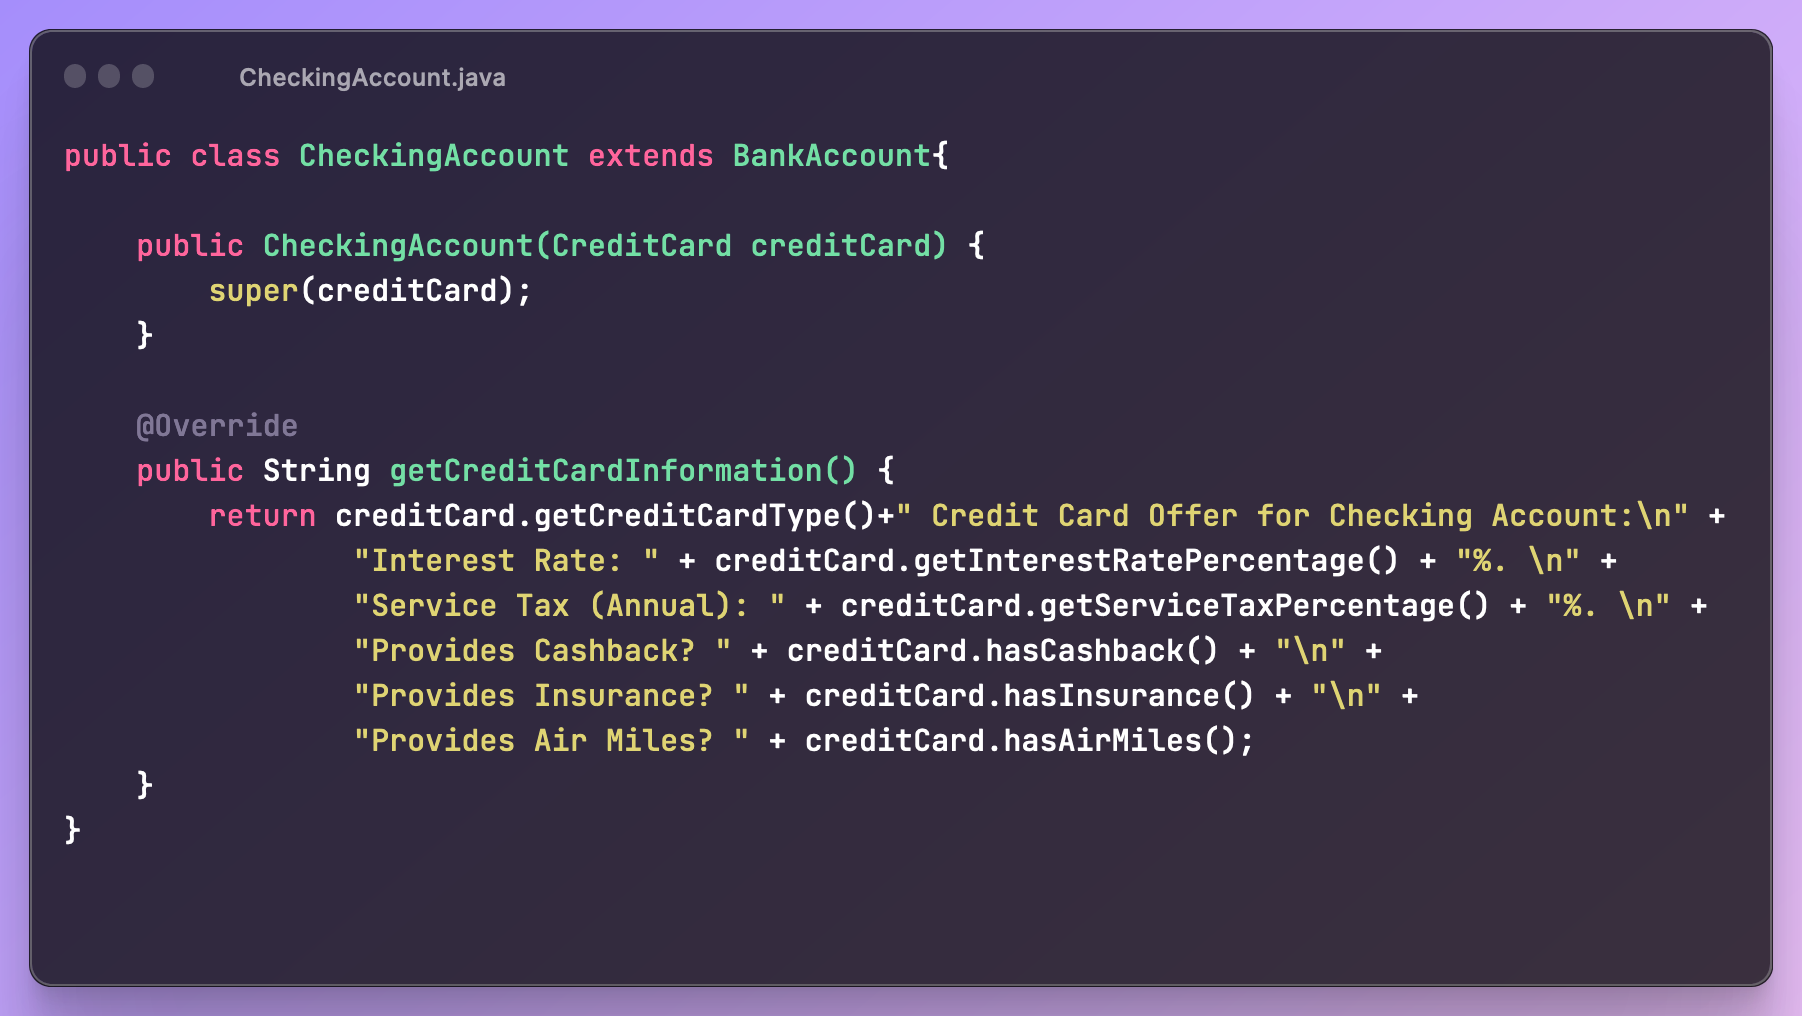 CheckingAccount.java
public class CheckingAccount extends BankAccount{
public CheckingAccount(CreditCard creditCard) {
super(creditCard);
}
@Override
public String getCreditCardInformation() {
return creditCard.getCreditCardType()+" Credit Card Offer for Checking Account:\n" +
"Interest Rate: " + creditCard.getInterestRatePercentage() + "%. \n" +
"Service Tax (Annual): " + creditCard.getServiceTaxPercentage() + "%. \n" +
"Provides Cashback? " + creditCard.hasCashback() + "\n" +
"Provides Insurance? " + creditCard.hasInsurance() + "\n" +
"Provides Air Miles? " + creditCard.hasAirMiles();
}
}